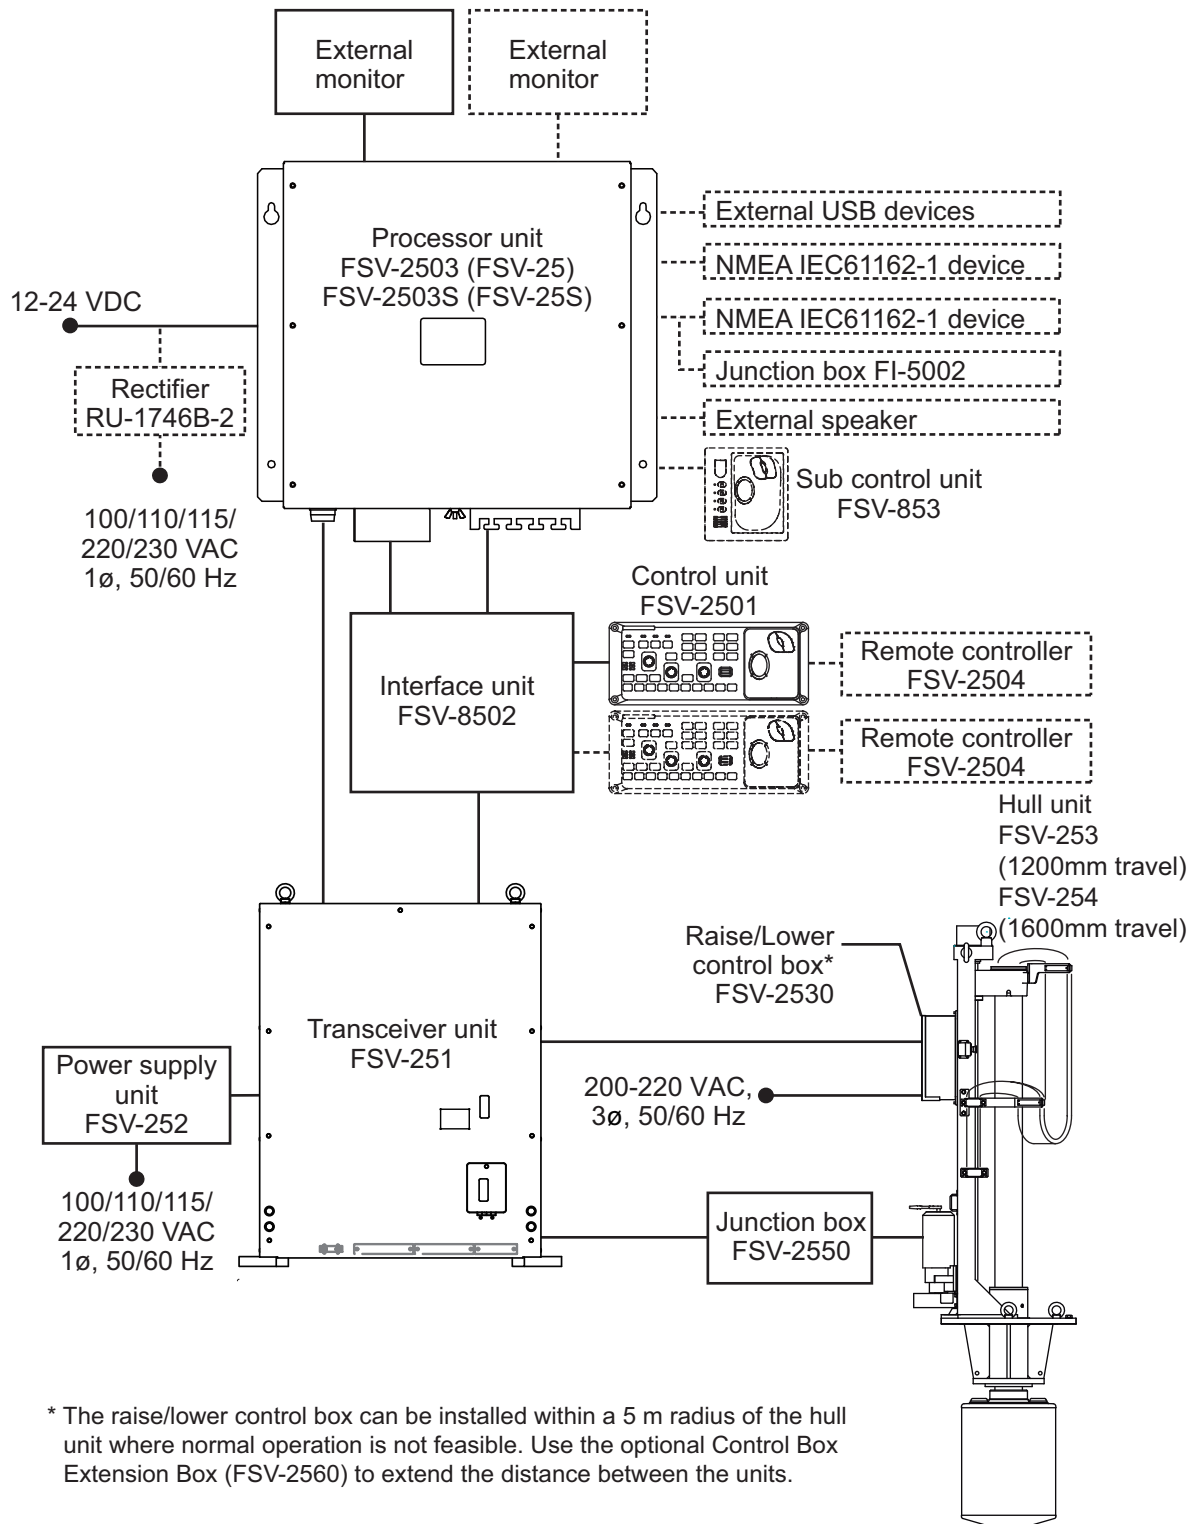 External
monitor
External
monitor
Processor unit
FSV-2503 (FSV-25)
FSV-2503S (FSV-25S)
External USB devices
NMEA IEC61162-1 device
NMEA IEC61162-1 device
Junction box FI-5002
External speaker
12-24 VDC
Rectifier
RU-1746B-2
100/110/115/
220/230 VAC
1ø, 50/60 Hz
Sub control unit
FSV-853
Control unit
FSV-2501
Interface unit
FSV-8502
Remote controller
FSV-2504
Remote controller
FSV-2504
Hull unit
FSV-253
(1200mm travel)
FSV-254
(1600mm travel)
Raise/Lower
control box*
FSV-2530
Transceiver unit
FSV-251
Power supply
unit
FSV-252
200-220 VAC,
3ø, 50/60 Hz
100/110/115/
220/230 VAC
1ø, 50/60 Hz
Junction box
FSV-2550
* The raise/lower control box can be installed within a 5 m radius of the hull
unit where normal operation is not feasible. Use the optional Control Box
Extension Box (FSV-2560) to extend the distance between the units.